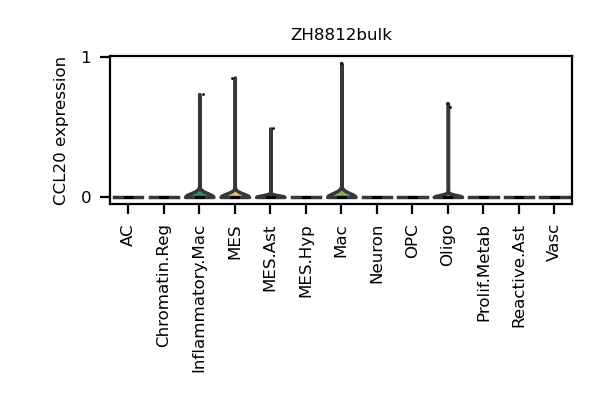 ZH8812bulk
CCL20 expression
1
0
AC
Chromatin.Reg
Inflammatory.Mac
MES
MES.Ast
MES.Hyp
Mac
Neuron
OPC
Oligo
Prolif.Metab
Reactive.Ast
Vasc